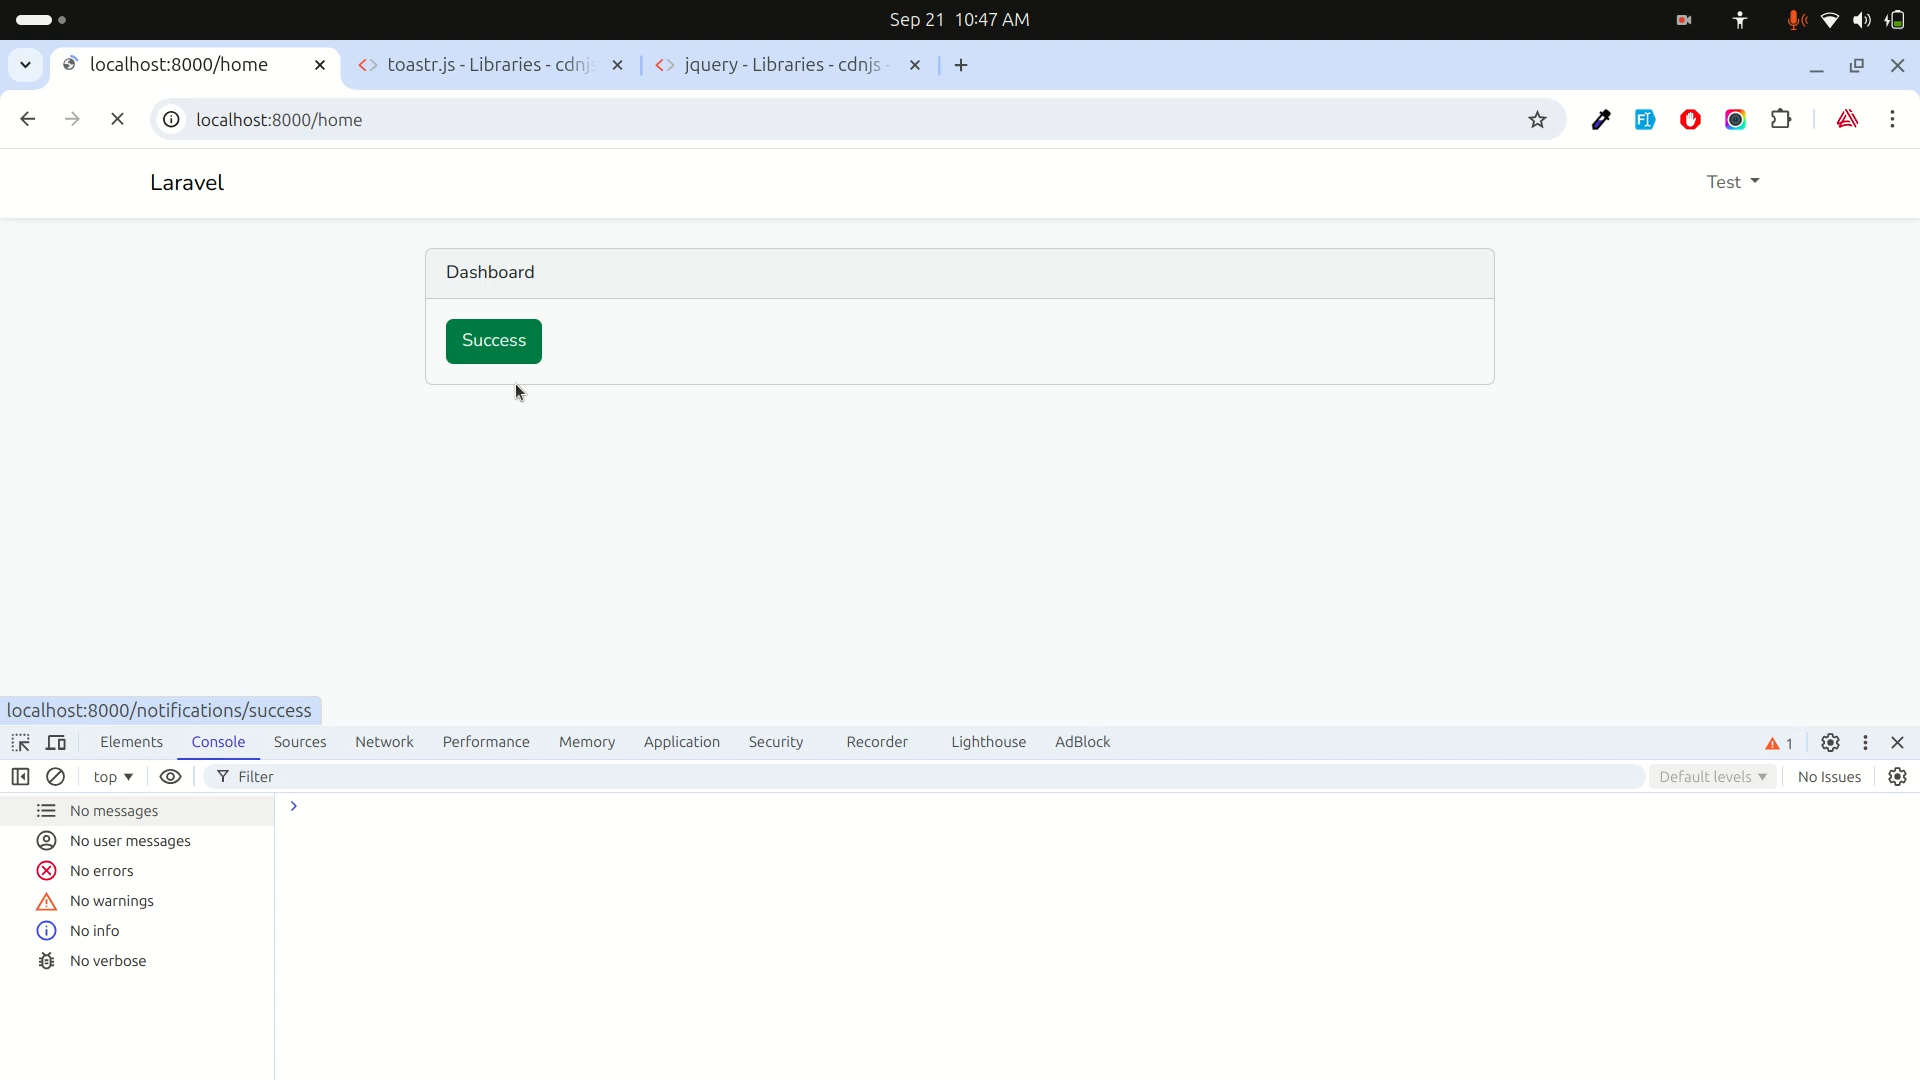 Sep 21 10:47 AM
localhost:8000/home
toastr.js - Libraries - cdnjs
jquery - Libraries - cdnjs -
localhost:8000/home
Laravel
Test
Dashboard
Success
localhost:8000/notifications/success
Elements
Console
Sources
Network
Performance
Memory
Application
Security
Recorder
Lighthouse
AdBlock
1
top
Filter
Default levels
No Issues
No messages
No user messages
No errors
No warnings
No info
No verbose